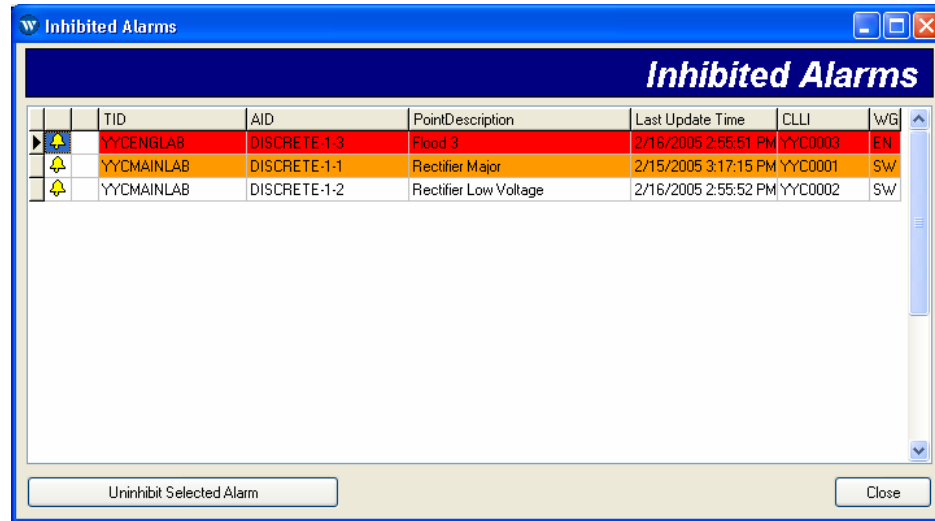 Inhibited Alarms
Inhibited Alarms
TID AID PointDescription Last Update Time CLLI WG
YYCENGLAB DISCRETE-1-3 Flood 3 2/16/2005 2:55:51 PM YYC0003 EN
YYCMAINLAB DISCRETE-1-1 Rectifier Major 2/15/2005 3:17:15 PM YYC0001 SW
YYCMAINLAB DISCRETE-1-2 Rectifier Low Voltage 2/16/2005 2:55:52 PM YYC0002 SW
Uninhibit Selected Alarm Close